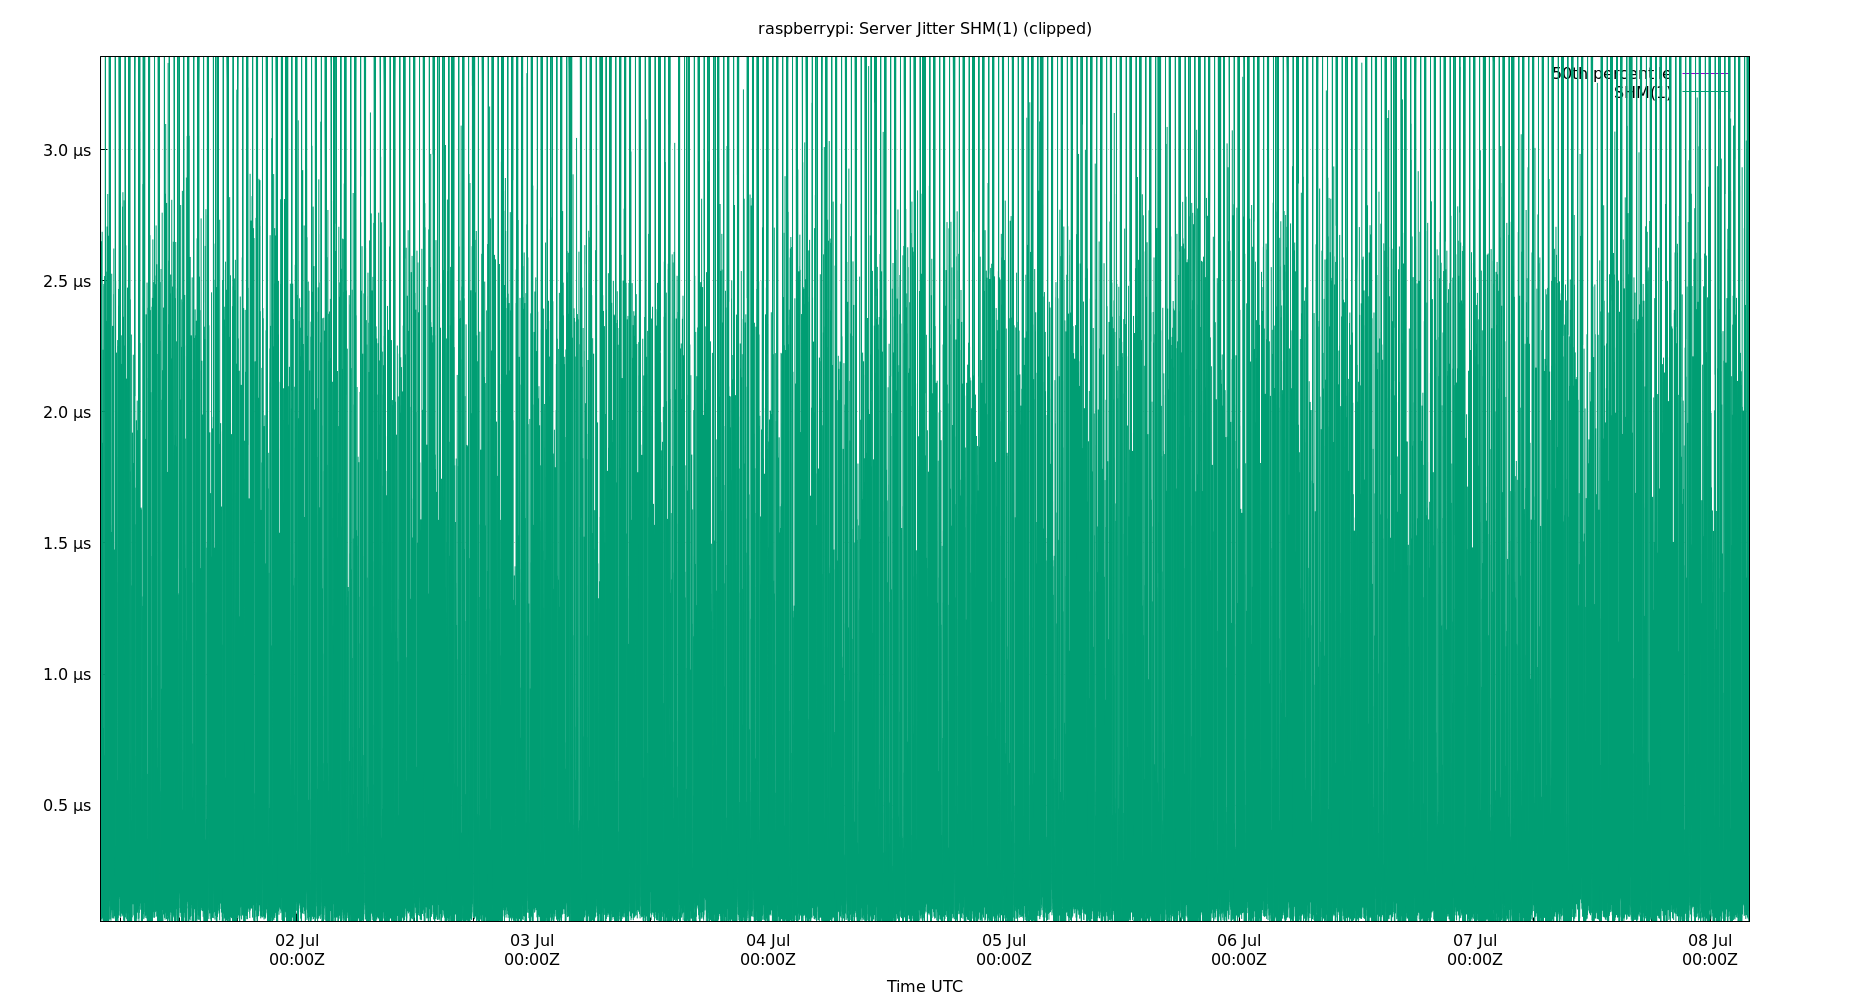 raspberrypi: Server Jitter SHM(1) (clipped)
50th percentile
SHM(1)
3.0 µs
2.5 µs
2.0 µs
1.5 µs
1.0 µs
0.5 µs
02 Jul 03 Jul 04 Jul 05 Jul 06 Jul 07 Jul 08 Jul
00:00Z 00:00Z 00:00Z 00:00Z 00:00Z 00:00Z 00:00Z
Time UTC